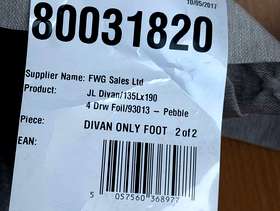 10/05/2017
80031820
Supplier Name: FWG Sales Ltd
Product: JL Divan/135Lx190
4 Drw Foil/93013 – Pebble
Piece: DIVAN ONLY FOOT 2 of 2
EAN:
5 057560 368977